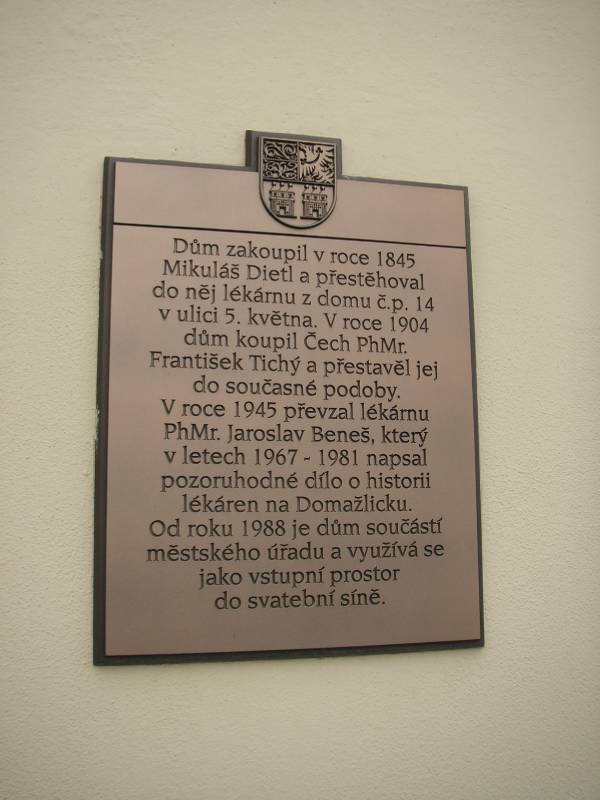 Dům zakoupil v roce 1845
Mikuláš Dietl a přestěhoval
do něj lékárnu z domu č.p. 14
v ulici 5. května. V roce 1904
dům koupil Čech PhMr.
František Tichý a přestavěl jej
do současné podoby.
V roce 1945 převzal lékárnu
PhMr. Jaroslav Beneš, který
v letech 1967 - 1981 napsal
pozoruhodné dílo o historii
lékáren na Domažlicku.
Od roku 1988 je dům součástí
městského úřadu a využívá se
jako vstupní prostor
do svatební síně.